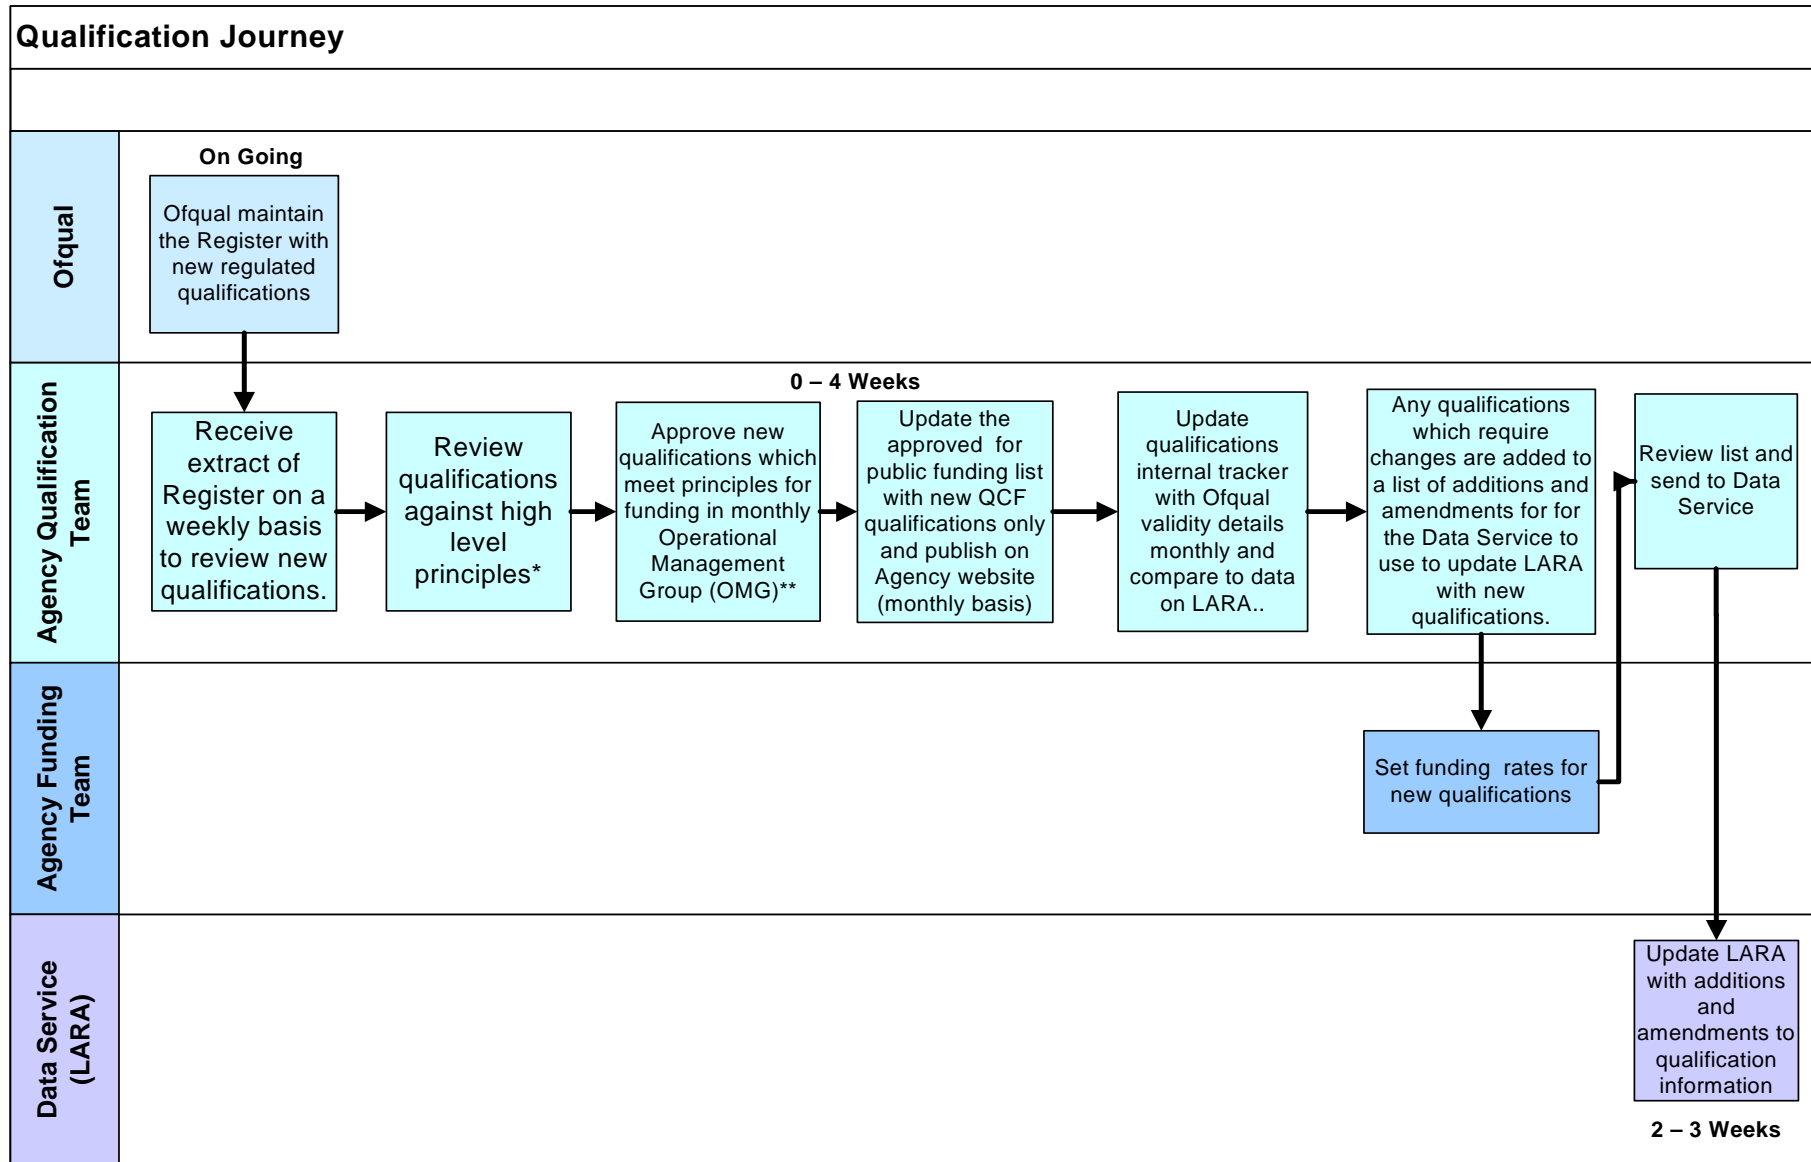 Qualification Journey
Ofqual
On Going
Ofqual maintain
the Register with
new regulated
qualifications
Agency Qualification
Team
0 – 4 Weeks
Receive
extract of
Register on a
weekly basis
to review new
qualifications.
Review
qualifications
against high
level
principles*
Approve new
qualifications which
meet principles for
funding in monthly
Operational
Management
Group (OMG)**
Update the
approved for
public funding list
with new QCF
qualifications only
and publish on
Agency website
(monthly basis)
Update
qualifications
internal tracker
with Ofqual
validity details
monthly and
compare to data
on LARA..
Any qualifications
which require
changes are added to
a list of additions and
amendments for for
the Data Service to
use to update LARA
with new
qualifications.
Review list and
send to Data
Service
Agency Funding
Team
Set funding rates for
new qualifications
Data Service
(LARA)
Update LARA
with additions
and
amendments to
qualification
information
2 – 3 Weeks